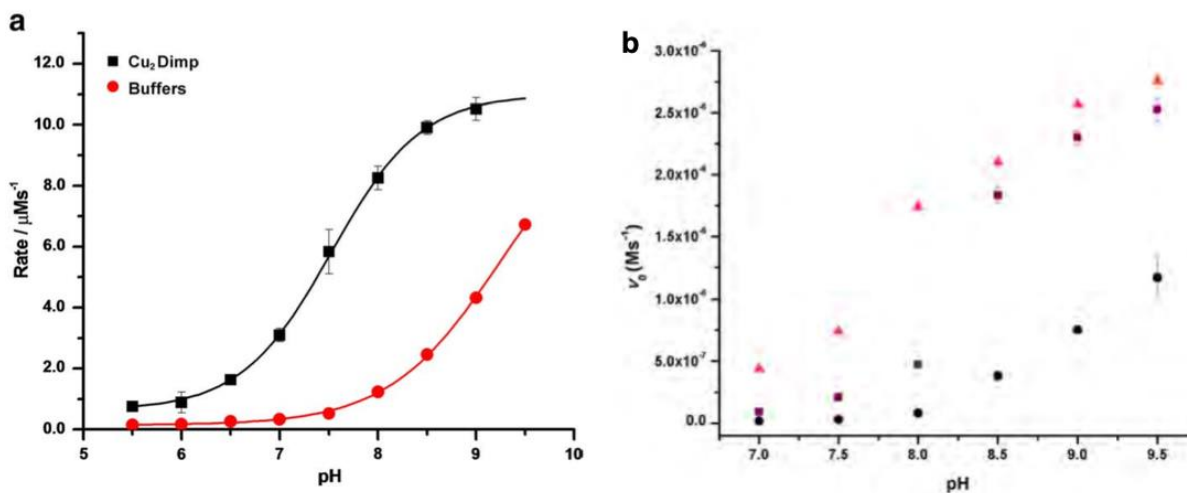 a
12.0
10.0
8.0
6.0
4.0
2.0
0.0
Rate / μMs⁻¹
■ Cu₂Dimp
● Buffers
5 6 7 8 9 10
pH
b
3.0x10⁻⁶
2.5x10⁻⁶
2.0x10⁻⁶
1.5x10⁻⁶
1.0x10⁻⁶
5.0x10⁻⁷
0.0
v₀ (Ms⁻¹)
7.0 7.5 8.0 8.5 9.0 9.5
pH